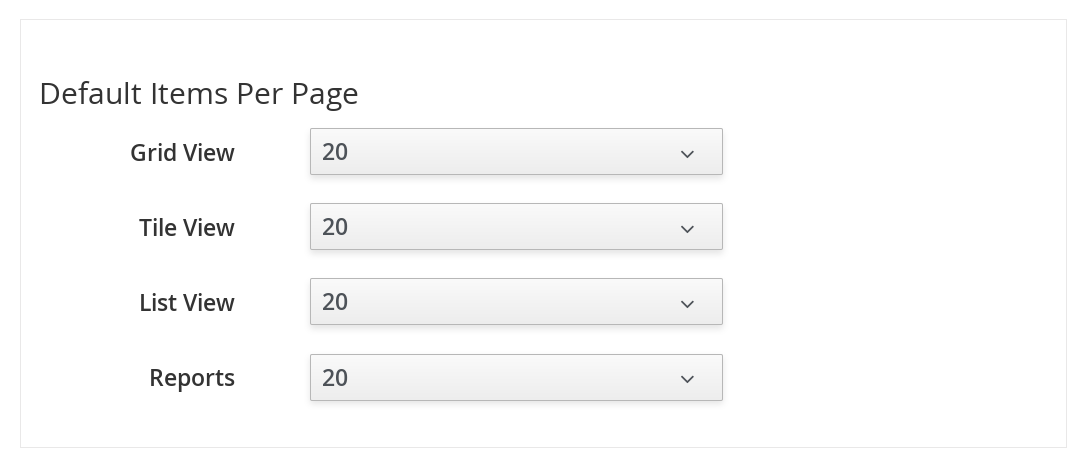 Default Items Per Page
Grid View 20
Tile View 20
List View 20
Reports 20